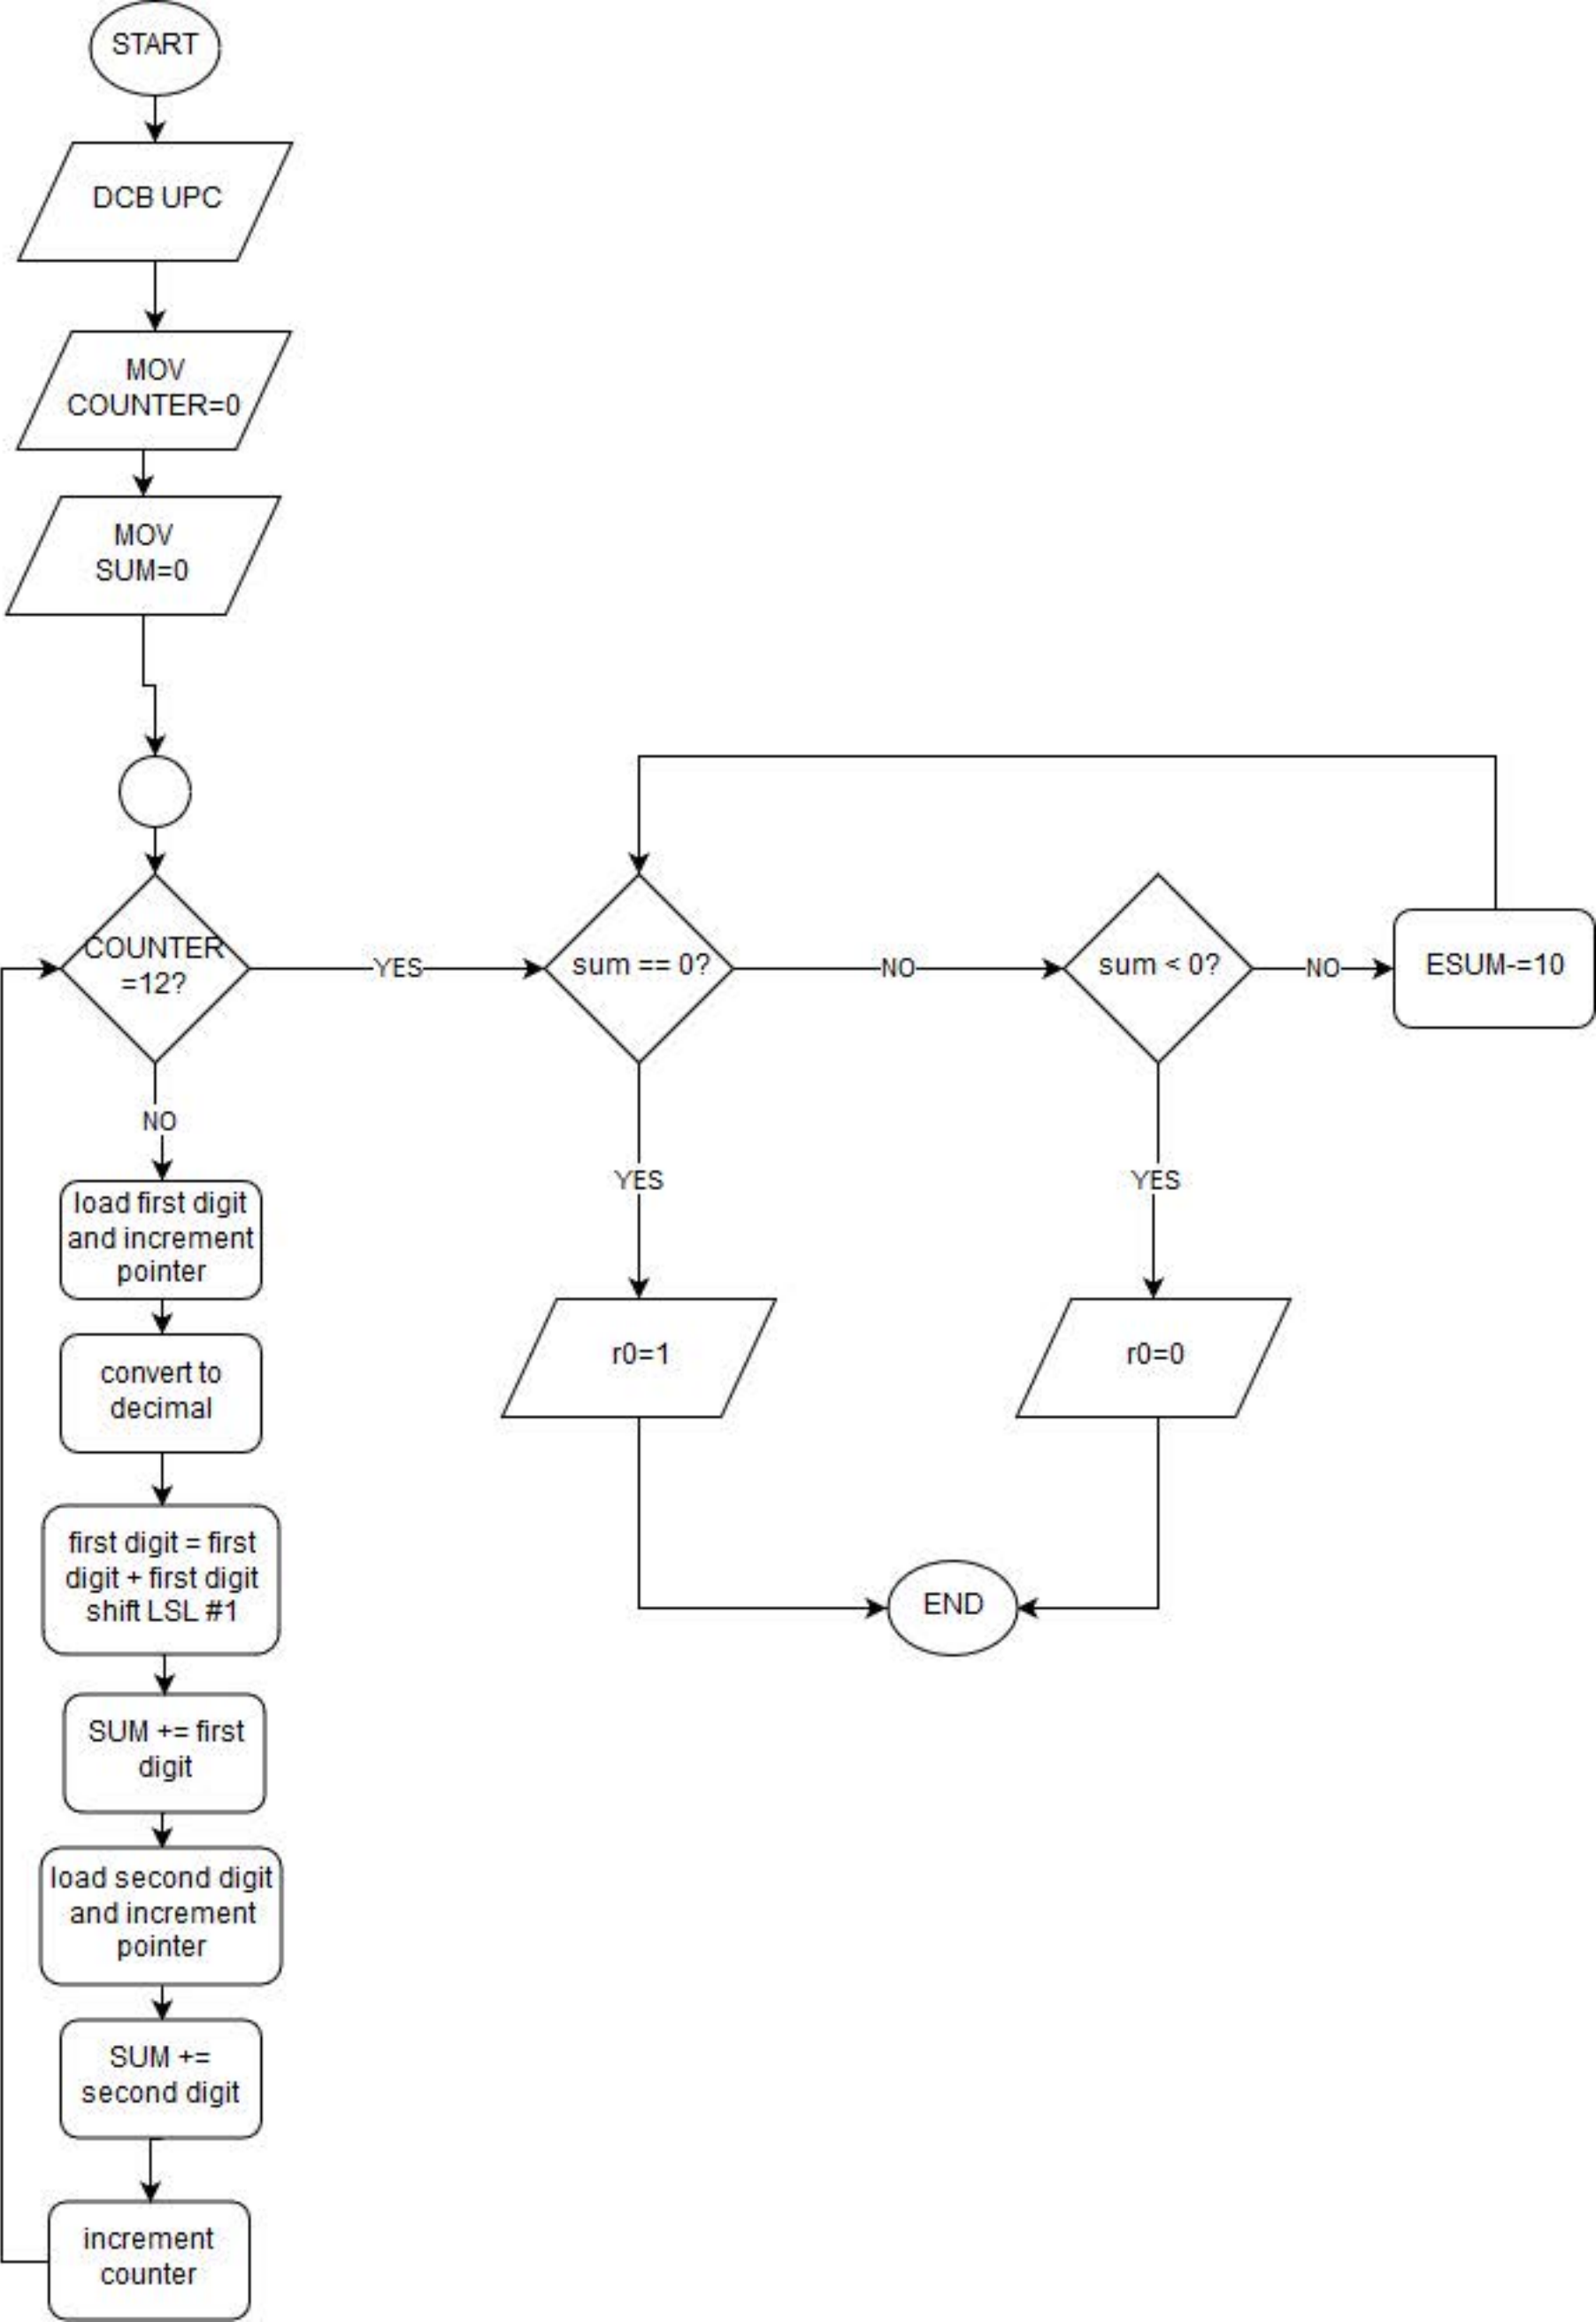 START
DCB UPC
MOV
COUNTER=0
MOV
SUM=0
COUNTER
=12?
YES
sum == 0?
NO
sum < 0?
NO
ESUM-=10
NO
load first digit
and increment
pointer
YES
YES
convert to
decimal
r0=1
r0=0
first digit = first
digit + first digit
shift LSL #1
END
SUM += first
digit
load second digit
and increment
pointer
SUM +=
second digit
increment
counter